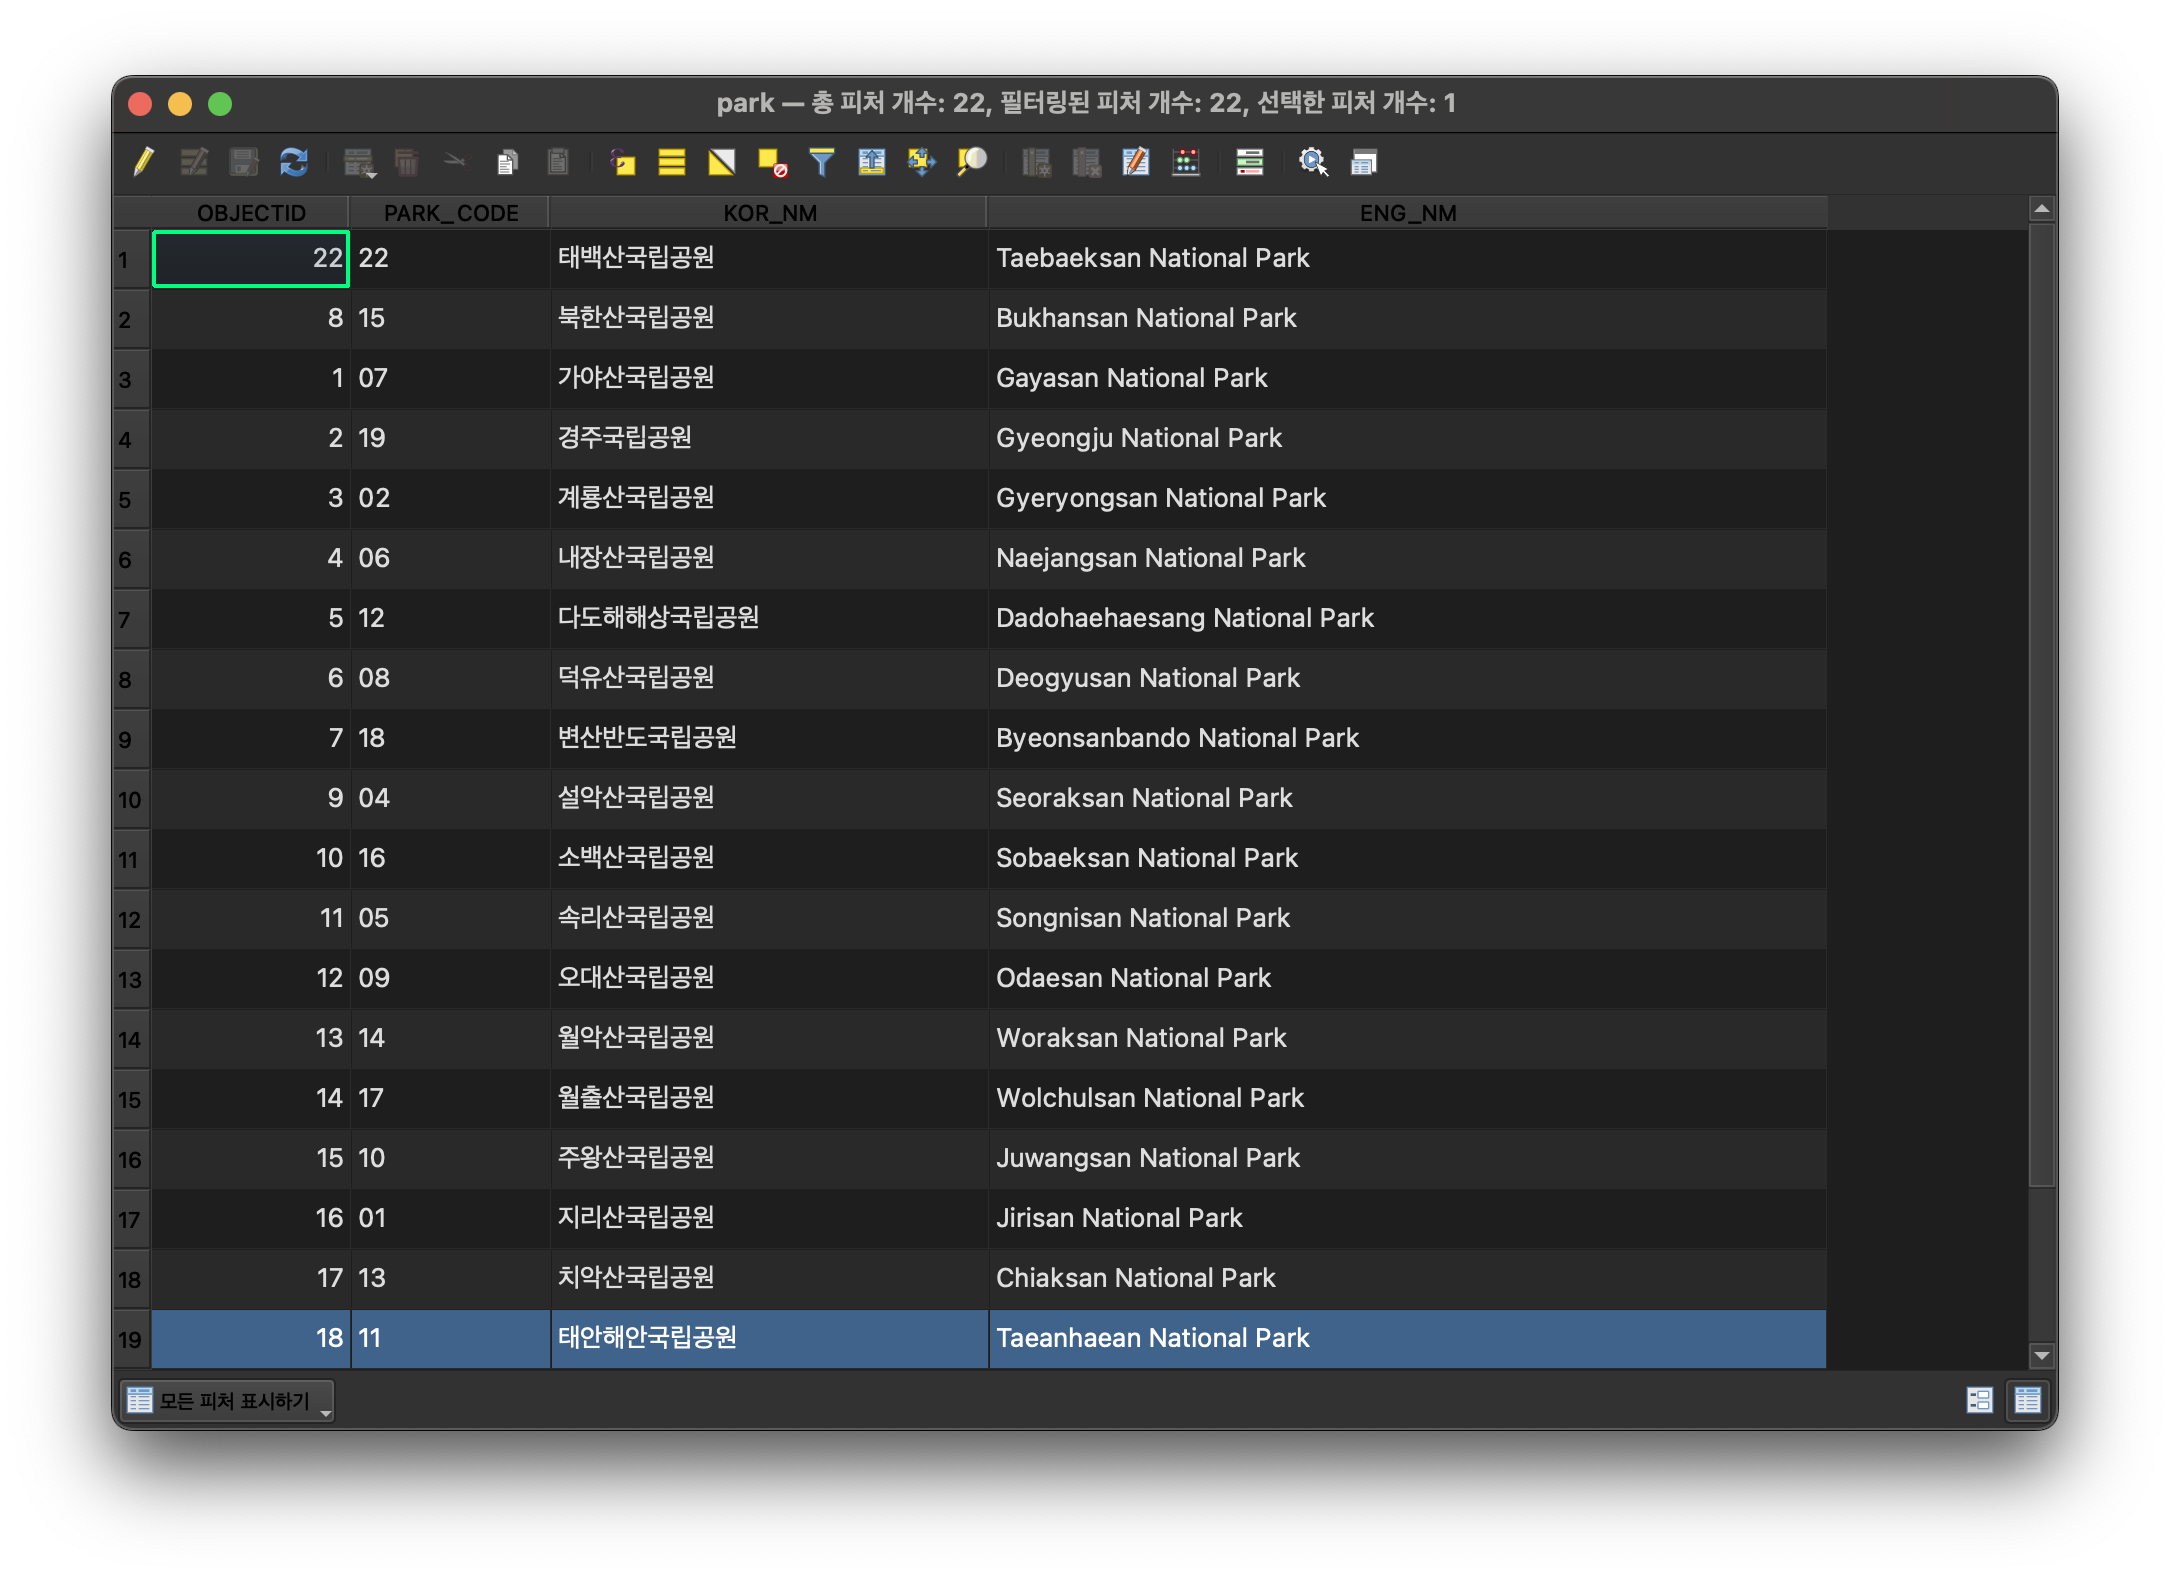 park — 총 피처 개수: 22, 필터링된 피처 개수: 22, 선택한 피처 개수: 1
OBJECTID PARK_CODE KOR_NM ENG_NM
1 22 22 태백산국립공원 Taebaeksan National Park
2 8 15 북한산국립공원 Bukhansan National Park
3 1 07 가야산국립공원 Gayasan National Park
4 2 19 경주국립공원 Gyeongju National Park
5 3 02 계룡산국립공원 Gyeryongsan National Park
6 4 06 내장산국립공원 Naejangsan National Park
7 5 12 다도해해상국립공원 Dadohaehaesang National Park
8 6 08 덕유산국립공원 Deogyusan National Park
9 7 18 변산반도국립공원 Byeonsanbando National Park
10 9 04 설악산국립공원 Seoraksan National Park
11 10 16 소백산국립공원 Sobaeksan National Park
12 11 05 속리산국립공원 Songnisan National Park
13 12 09 오대산국립공원 Odaesan National Park
14 13 14 월악산국립공원 Woraksan National Park
15 14 17 월출산국립공원 Wolchulsan National Park
16 15 10 주왕산국립공원 Juwangsan National Park
17 16 01 지리산국립공원 Jirisan National Park
18 17 13 치악산국립공원 Chiaksan National Park
19 18 11 태안해안국립공원 Taeanhaean National Park
모든 피처 표시하기